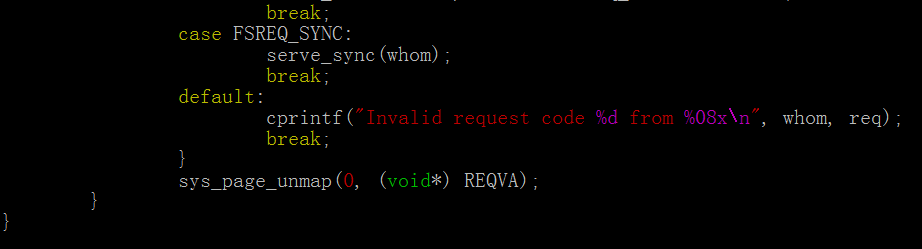 break;
case FSREQ_SYNC:
serve_sync(whom);
break;
default:
cprintf("Invalid request code %d from %08x\n", whom, req);
break;
}
sys_page_unmap(0, (void*) REQVA);
}
}